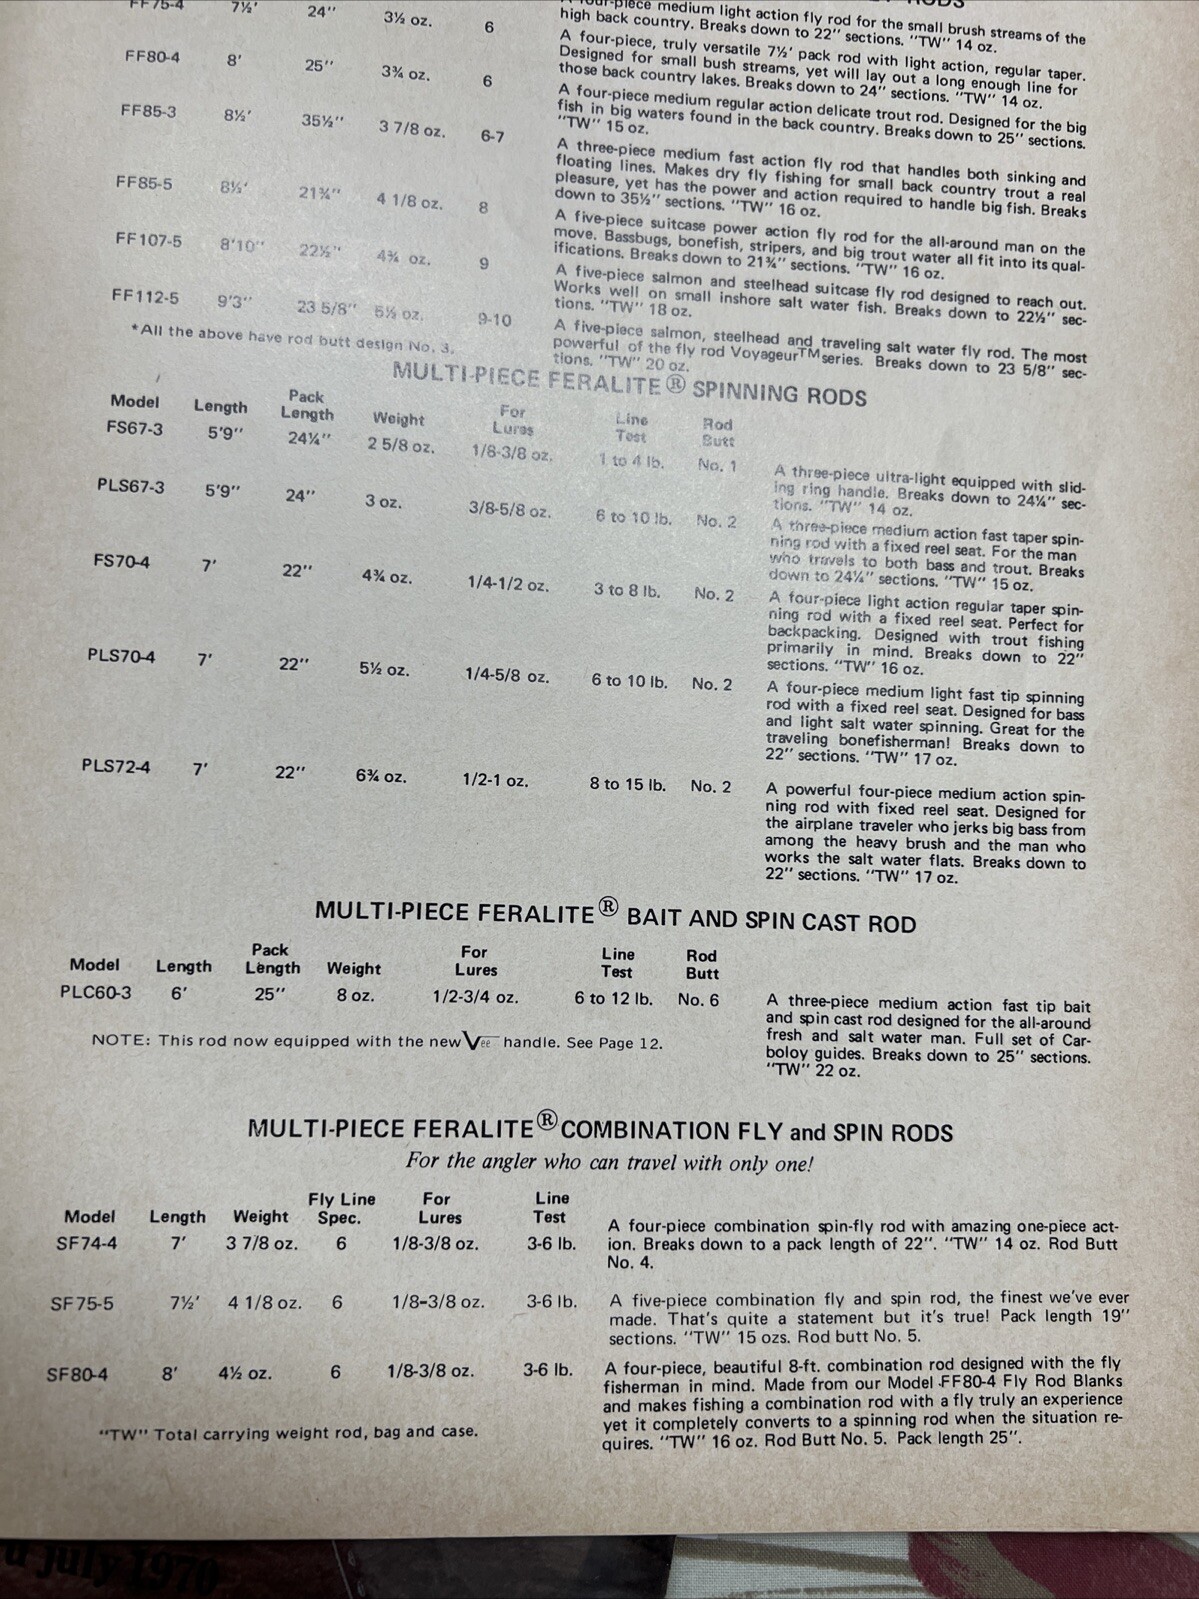 RODS
FF75-4 7½' 24" 3½ oz. 6
four-piece medium light action fly rod for the small brush streams of the
high back country. Breaks down to 22" sections. "TW" 14 oz.
FF80-4 8' 25" 3¾ oz. 6
A four-piece, truly versatile 7½' pack rod with light action, regular taper.
Designed for small bush streams, yet will lay out a long enough line for
those back country lakes. Breaks down to 24" sections. "TW" 14 oz.
FF85-3 8½' 35½" 3 7/8 oz. 6-7
A four-piece medium regular action delicate trout rod. Designed for the big
fish in big waters found in the back country. Breaks down to 25" sections.
"TW" 15 oz.
FF85-5 8½' 21¾" 4 1/8 oz. 8
A three-piece medium fast action fly rod that handles both sinking and
floating lines. Makes dry fly fishing for small back country trout a real
pleasure, yet has the power and action required to handle big fish. Breaks
down to 35½" sections. "TW" 16 oz.
FF107-5 8'10" 22½" 4¾ oz. 9
A five-piece suitcase power action fly rod for the all-around man on the
move. Bassbugs, bonefish, stripers, and big trout water all fit into its qual-
ifications. Breaks down to 21¾" sections. "TW" 16 oz.
FF112-5 9'3" 23 5/8" 5½ oz. 9-10
A five-piece salmon and steelhead suitcase fly rod designed to reach out.
Works well on small inshore salt water fish. Breaks down to 22½" sec-
tions. "TW" 18 oz.
*All the above have rod butt design No. 3.
A five-piece salmon, steelhead and traveling salt water fly rod. The most
powerful of the fly rod Voyageur™ series. Breaks down to 23 5/8" sec-
tions. "TW" 20 oz.
MULTI-PIECE FERALITE® SPINNING RODS
Model Length Pack Length Weight For Lures Line Test Rod Butt
FS67-3 5'9" 24¼" 2 5/8 oz. 1/8-3/8 oz. 1 to 4 lb. No. 1
A three-piece ultra-light equipped with slid-
ing ring handle. Breaks down to 24¼" sec-
tions. "TW" 14 oz.
PLS67-3 5'9" 24" 3 oz. 3/8-5/8 oz. 6 to 10 lb. No. 2
A three-piece medium action fast taper spin-
ning rod with a fixed reel seat. For the man
who travels to both bass and trout. Breaks
down to 24¼" sections. "TW" 15 oz.
FS70-4 7' 22" 4¾ oz. 1/4-1/2 oz. 3 to 8 lb. No. 2
A four-piece light action regular taper spin-
ning rod with a fixed reel seat. Perfect for
backpacking. Designed with trout fishing
primarily in mind. Breaks down to 22"
sections. "TW" 16 oz.
PLS70-4 7' 22" 5½ oz. 1/4-5/8 oz. 6 to 10 lb. No. 2
A four-piece medium light fast tip spinning
rod with a fixed reel seat. Designed for bass
and light salt water spinning. Great for the
traveling bonefisherman! Breaks down to
22" sections. "TW" 17 oz.
PLS72-4 7' 22" 6¾ oz. 1/2-1 oz. 8 to 15 lb. No. 2
A powerful four-piece medium action spin-
ning rod with fixed reel seat. Designed for
the airplane traveler who jerks big bass from
among the heavy brush and the man who
works the salt water flats. Breaks down to
22" sections. "TW" 17 oz.
MULTI-PIECE FERALITE® BAIT AND SPIN CAST ROD
Model Length Pack Length Weight For Lures Line Test Rod Butt
PLC60-3 6' 25" 8 oz. 1/2-3/4 oz. 6 to 12 lb. No. 6
A three-piece medium action fast tip bait
and spin cast rod designed for the all-around
fresh and salt water man. Full set of Car-
boloy guides. Breaks down to 25" sections.
"TW" 22 oz.
NOTE: This rod now equipped with the new Vee handle. See Page 12.
MULTI-PIECE FERALITE® COMBINATION FLY and SPIN RODS
For the angler who can travel with only one!
Model Length Weight Fly Line Spec. For Lures Line Test
SF74-4 7' 3 7/8 oz. 6 1/8-3/8 oz. 3-6 lb.
A four-piece combination spin-fly rod with amazing one-piece act-
ion. Breaks down to a pack length of 22". "TW" 14 oz. Rod Butt
No. 4.
SF75-5 7½' 4 1/8 oz. 6 1/8-3/8 oz. 3-6 lb.
A five-piece combination fly and spin rod, the finest we've ever
made. That's quite a statement but it's true! Pack length 19"
sections. "TW" 15 ozs. Rod butt No. 5.
SF80-4 8' 4½ oz. 6 1/8-3/8 oz. 3-6 lb.
A four-piece, beautiful 8-ft. combination rod designed with the fly
fisherman in mind. Made from our Model FF80-4 Fly Rod Blanks
and makes fishing a combination rod with a fly truly an experience
yet it completely converts to a spinning rod when the situation re-
quires. "TW" 16 oz. Rod Butt No. 5. Pack length 25".
"TW" Total carrying weight rod, bag and case.
july 1970